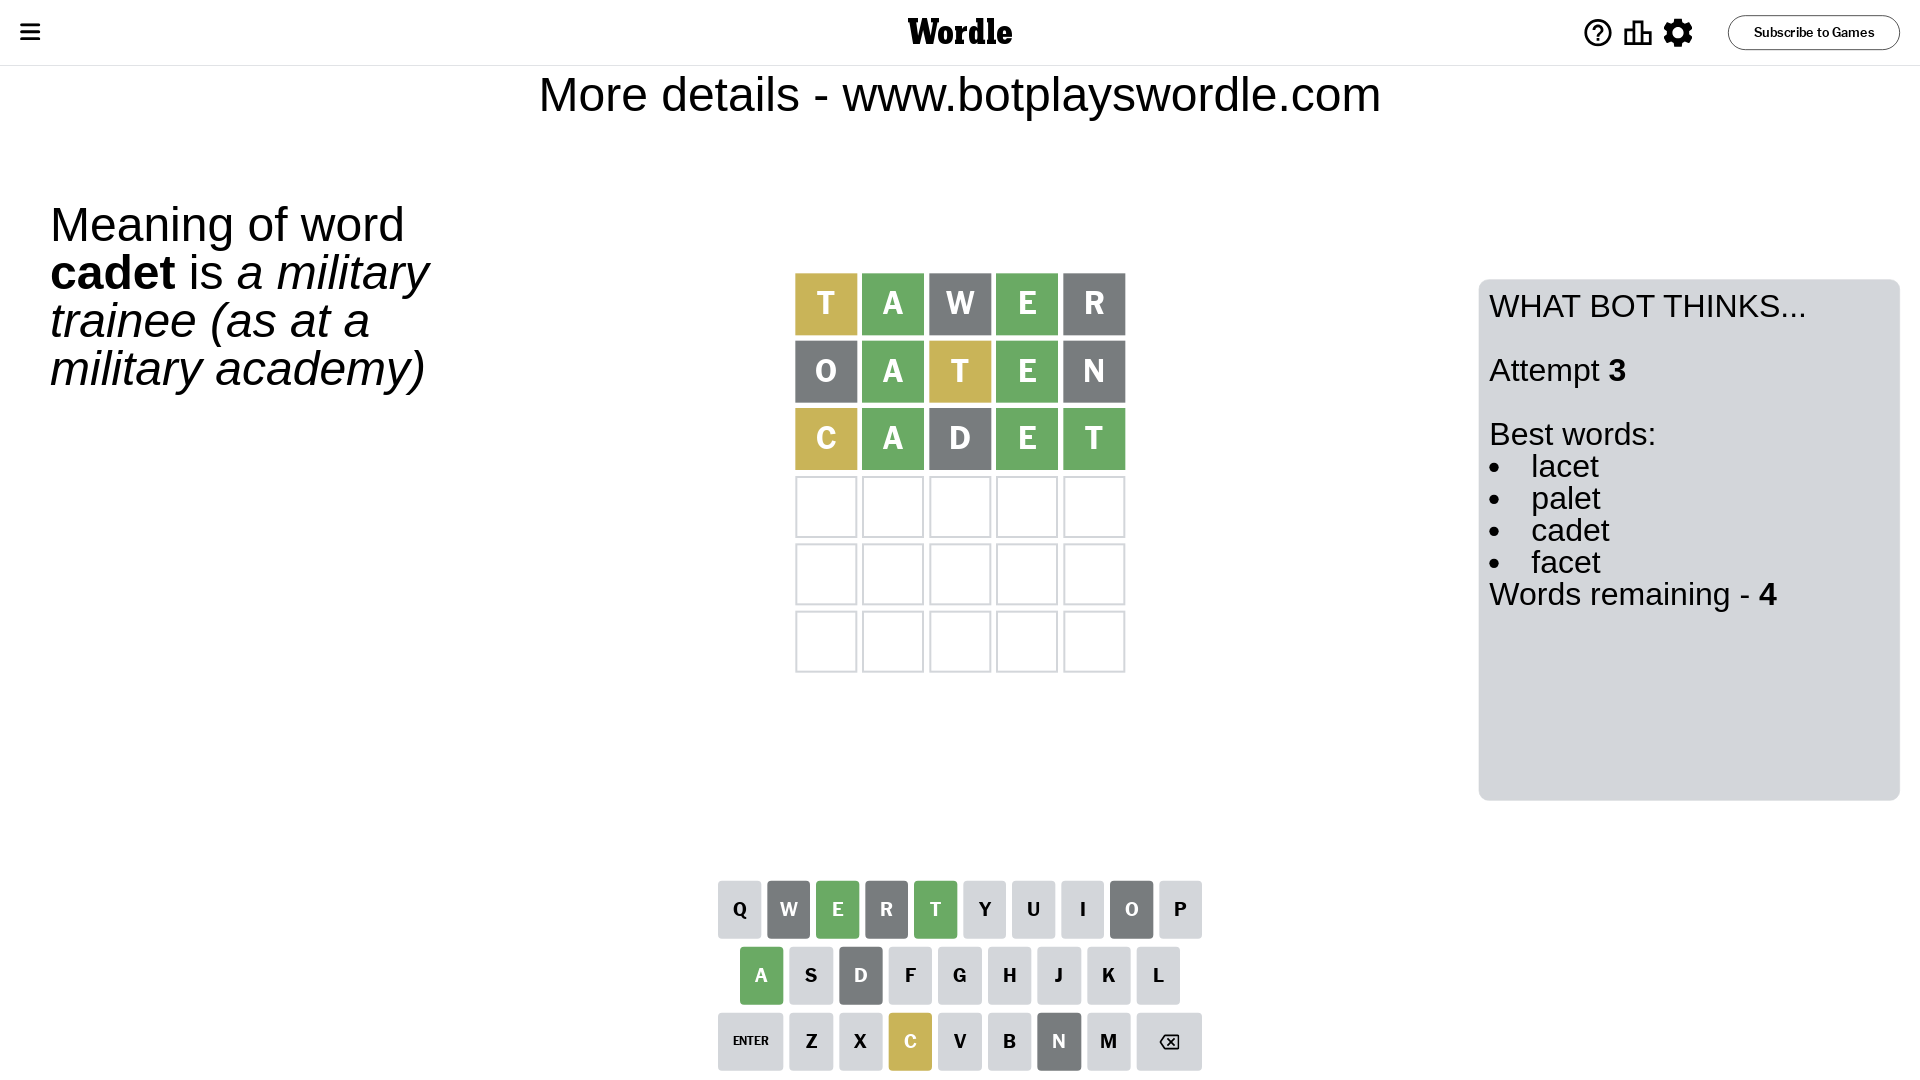 Wordle
Subscribe to Games
More details - www.botplayswordle.com
Meaning of word
cadet is a military
trainee (as at a
military academy)
T A W E R
O A T E N
C A D E T
WHAT BOT THINKS...
Attempt 3
Best words:
• lacet
• palet
• cadet
• facet
Words remaining - 4
Q W E R T Y U I O P
A S D F G H J K L
ENTER Z X C V B N M